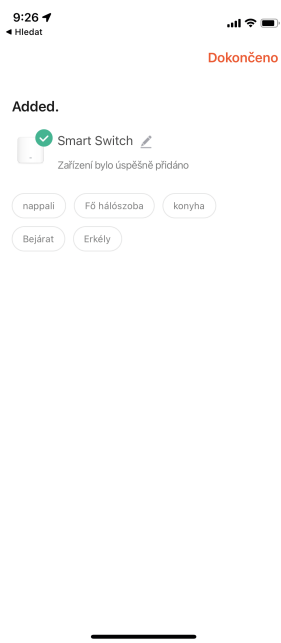 9:26
◀ Hledat
Dokončeno
Added.
Smart Switch
Zařízení bylo úspěšně přidáno
nappali
Fő hálószoba
konyha
Bejárat
Erkély